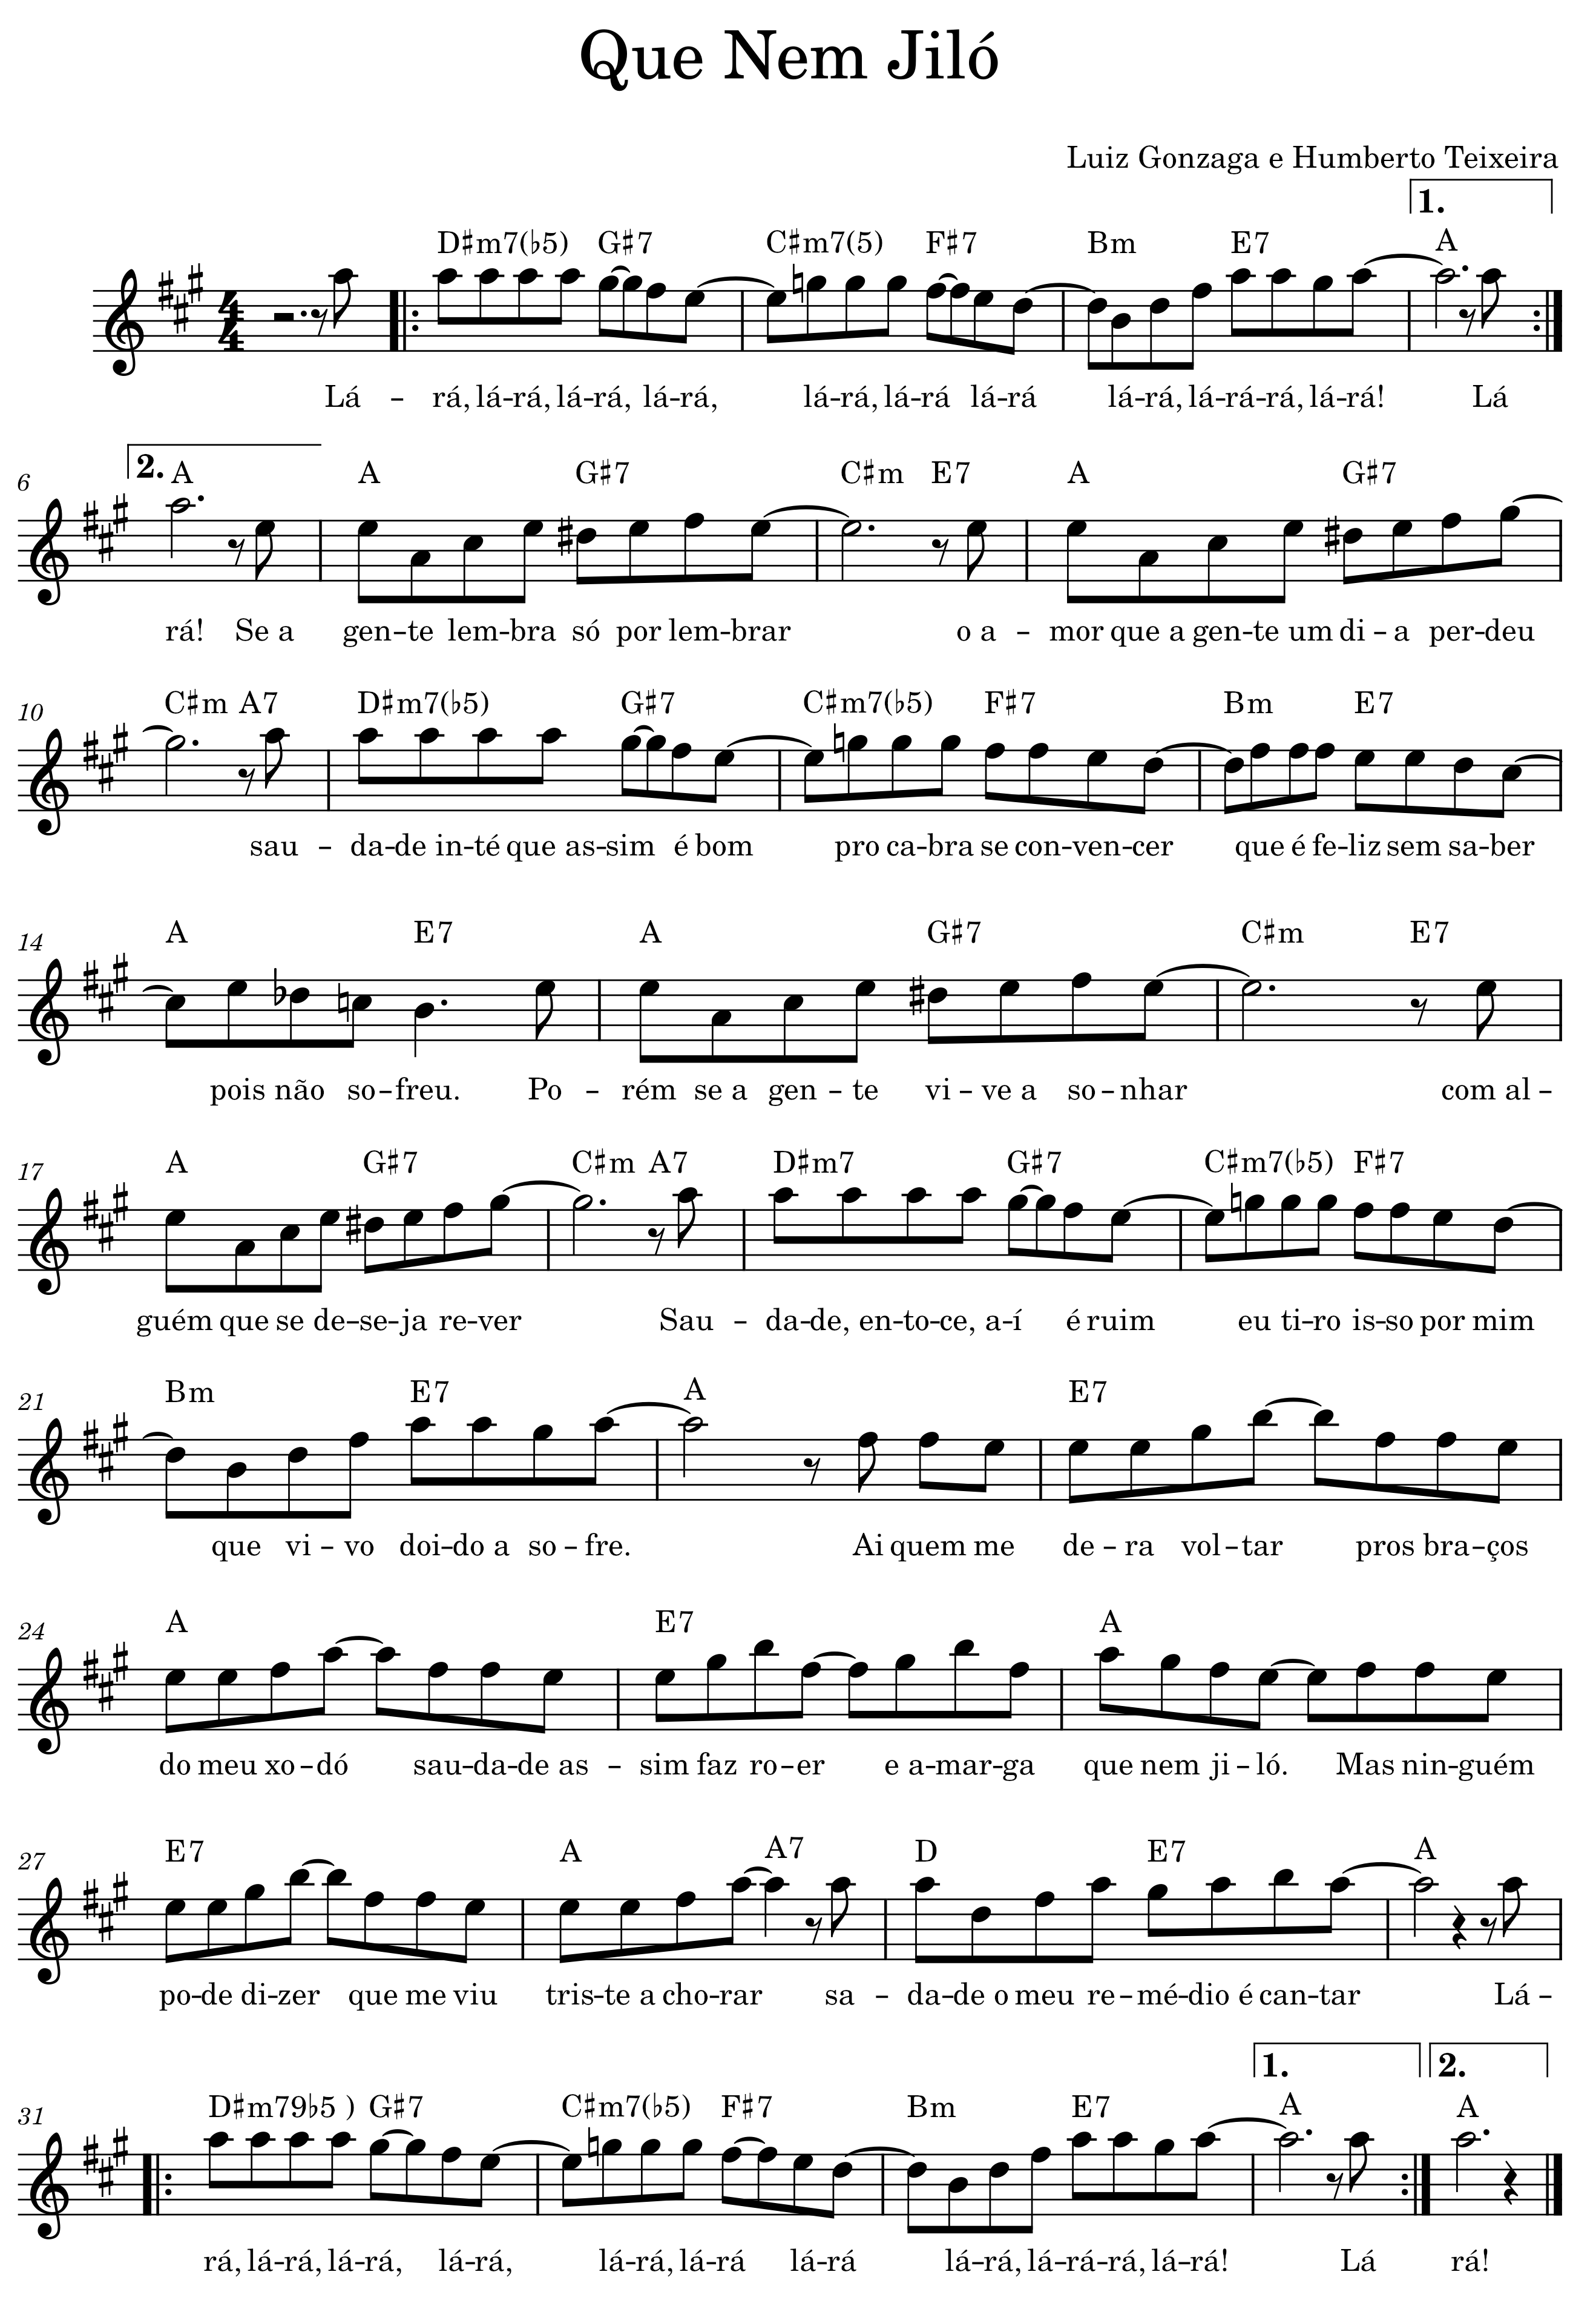 Que Nem Jiló
Luiz Gonzaga e Humberto Teixeira
1.
D♯m7(♭5) G♯7 C♯m7(5) F♯7 Bm E7 A
Lá – rá, lá–rá, lá–rá, lá–rá, lá–rá, lá–rá lá–rá lá–rá, lá–rá–rá, lá–rá! Lá
2.
6 A A G♯7 C♯m E7 A G♯7
rá! Se a gen–te lem–bra só por lem–brar o a – mor que a gen–te um di – a per–deu
10 C♯m A7 D♯m7(♭5) G♯7 C♯m7(♭5) F♯7 Bm E7
sau – da–de in–té que as–sim é bom pro ca–bra se con–ven–cer que é fe–liz sem sa–ber
14 A E7 A G♯7 C♯m E7
pois não so–freu. Po – rém se a gen – te vi – ve a so–nhar com al –
17 A G♯7 C♯m A7 D♯m7 G♯7 C♯m7(♭5) F♯7
guém que se de–se–ja re–ver Sau – da–de, en–to–ce, a–í é ruim eu ti–ro is–so por mim
21 Bm E7 A E7
que vi – vo doi–do a so – fre. Ai quem me de – ra vol–tar pros bra–ços
24 A E7 A
do meu xo–dó sau–da–de as – sim faz ro–er e a–mar–ga que nem ji – ló. Mas nin–guém
27 E7 A A7 D E7 A
po–de di–zer que me viu tris–te a cho–rar sa – da–de o meu re–mé–dio é can–tar Lá –
1. 2.
31 D♯m79♭5 ) G♯7 C♯m7(♭5) F♯7 Bm E7 A A
rá, lá–rá, lá–rá, lá–rá, lá–rá, lá–rá lá–rá lá–rá, lá–rá–rá, lá–rá! Lá rá!